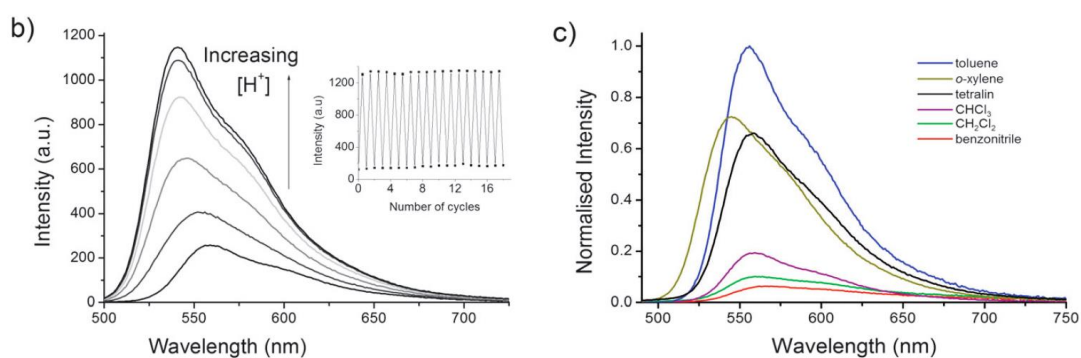 b)
Increasing
[H⁺]
Intensity (a.u.)
1200
1000
800
600
400
200
0
500
550
600
650
700
Wavelength (nm)
Intensity (a.u)
1200
800
400
0
0
4
8
12
16
Number of cycles
c)
Normalised Intensity
1.0
0.8
0.6
0.4
0.2
0.0
500
550
600
650
700
750
Wavelength (nm)
toluene
o-xylene
tetralin
CHCl₃
CH₂Cl₂
benzonitrile